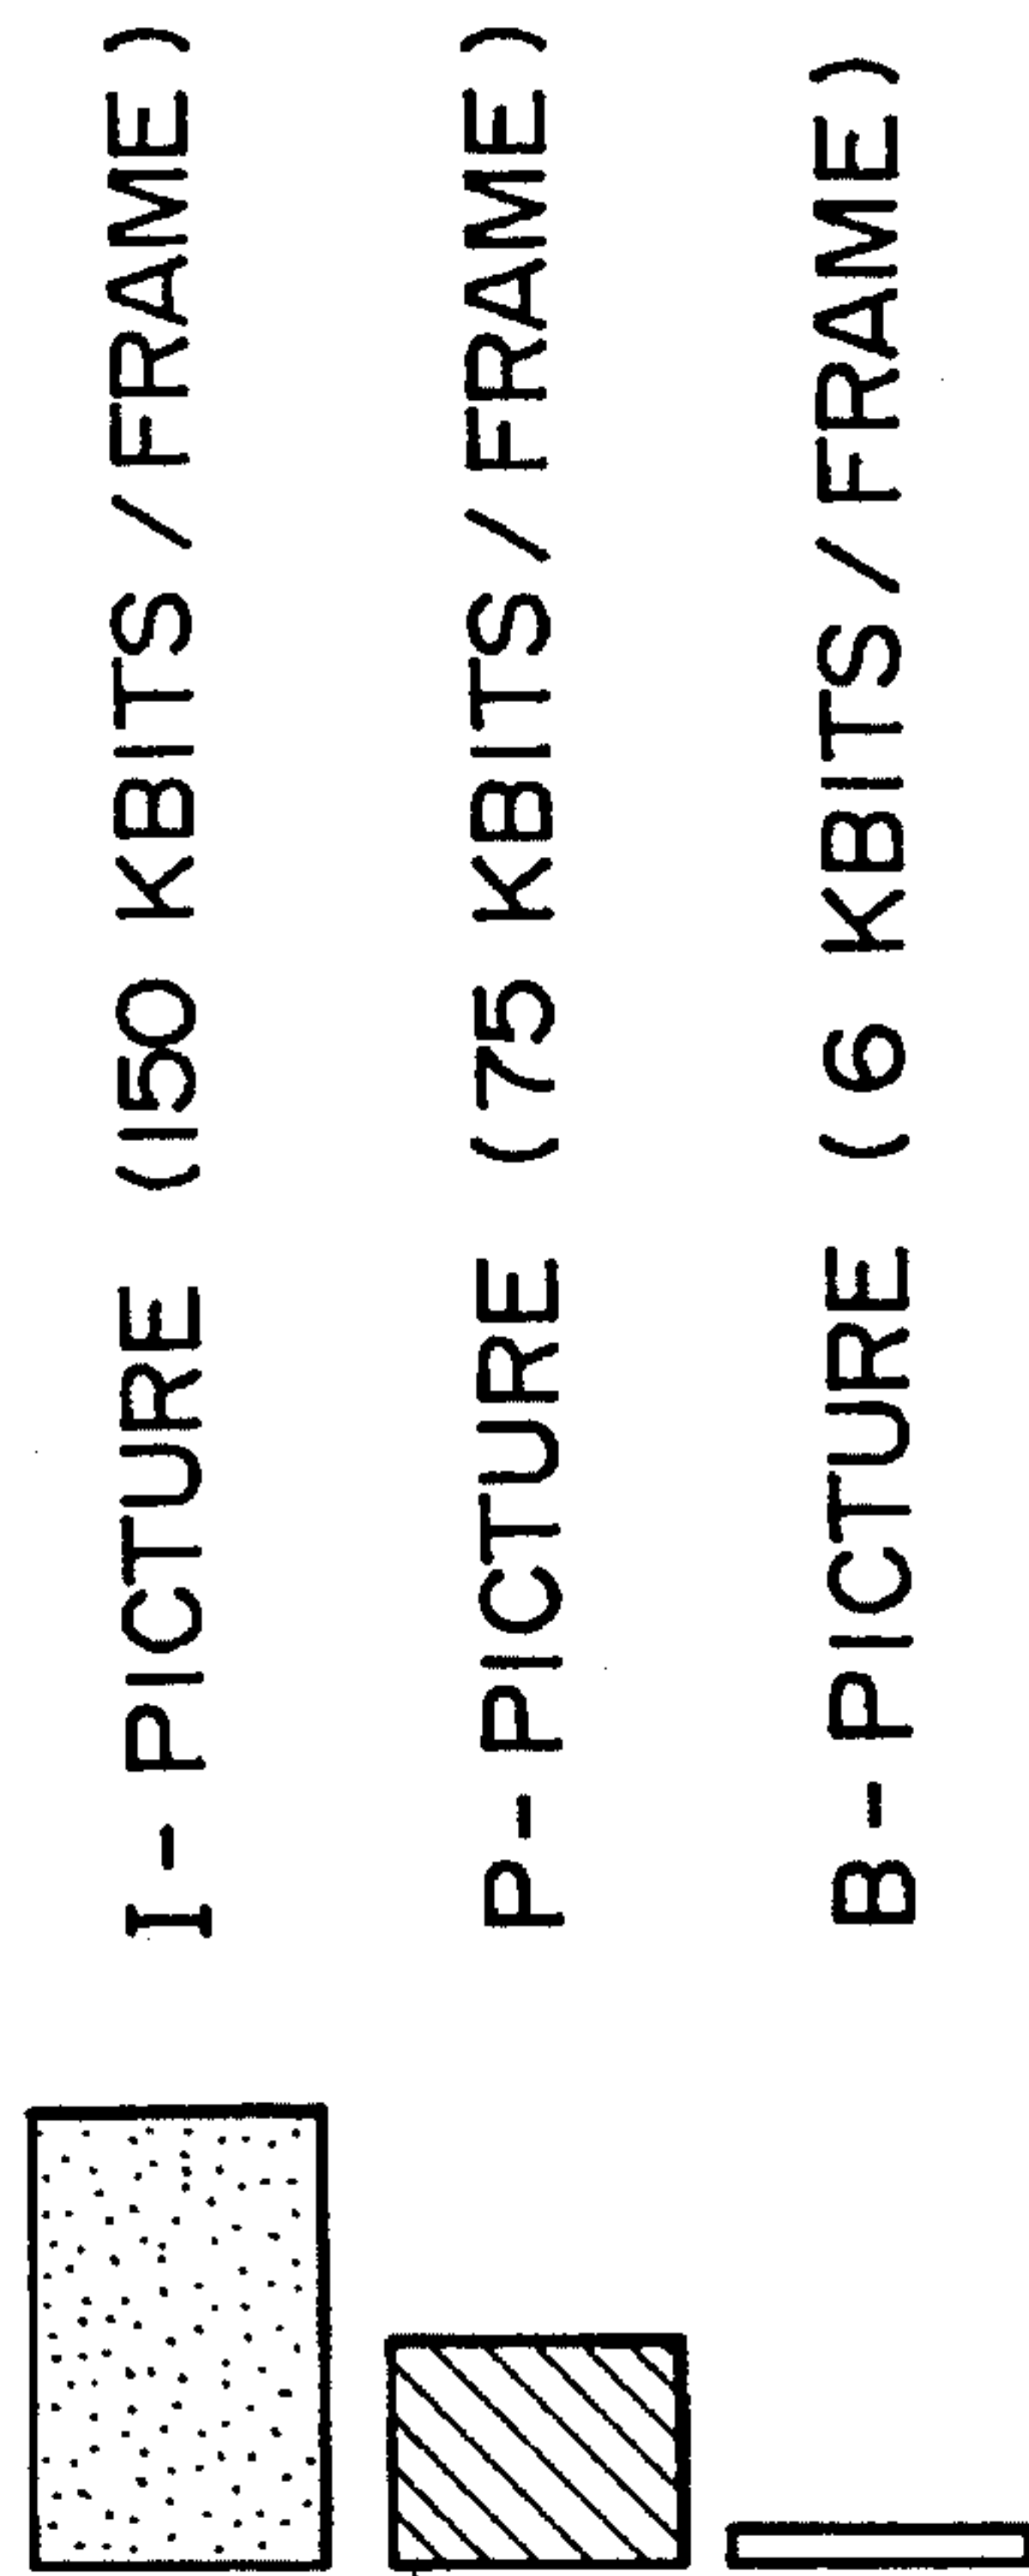 I - PICTURE (150 KBITS/FRAME)
P - PICTURE (75 KBITS/FRAME)
B - PICTURE (6 KBITS/FRAME)